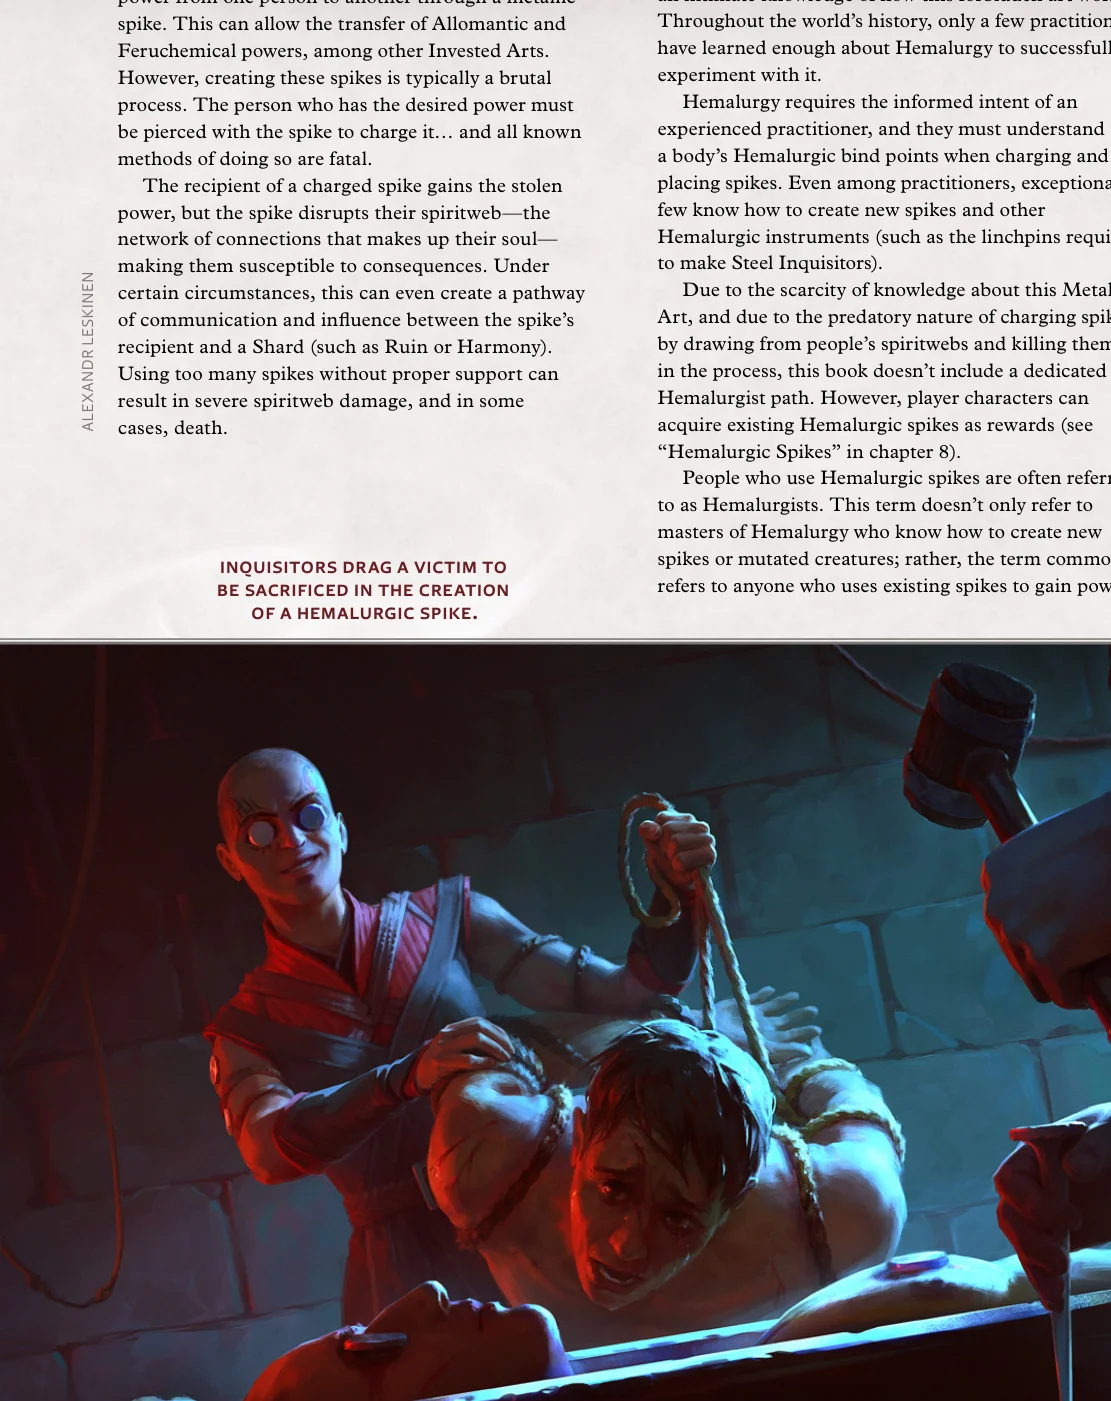 spike. This can allow the transfer of Allomantic and
Feruchemical powers, among other Invested Arts.
However, creating these spikes is typically a brutal
process. The person who has the desired power must
be pierced with the spike to charge it… and all known
methods of doing so are fatal.
The recipient of a charged spike gains the stolen
power, but the spike disrupts their spiritweb—the
network of connections that makes up their soul—
making them susceptible to consequences. Under
certain circumstances, this can even create a pathway
of communication and influence between the spike’s
recipient and a Shard (such as Ruin or Harmony).
Using too many spikes without proper support can
result in severe spiritweb damage, and in some
cases, death.
ALEXANDR LESKINEN
INQUISITORS DRAG A VICTIM TO
BE SACRIFICED IN THE CREATION
OF A HEMALURGIC SPIKE.
Throughout the world’s history, only a few
have learned enough about Hemalurgy to
experiment with it.
Hemalurgy requires the informed intent of an
experienced practitioner, and they must understand
a body’s Hemalurgic bind points when charging and
placing spikes. Even among practitioners,
few know how to create new spikes and other
Hemalurgic instruments (such as the linchpins
to make Steel Inquisitors).
Due to the scarcity of knowledge about this
Art, and due to the predatory nature of charging
by drawing from people’s spiritwebs and killing them
in the process, this book doesn’t include a dedicated
Hemalurgist path. However, player characters can
acquire existing Hemalurgic spikes as rewards (see
“Hemalurgic Spikes” in chapter 8).
People who use Hemalurgic spikes are often
to as Hemalurgists. This term doesn’t only refer to
masters of Hemalurgy who know how to create new
spikes or mutated creatures; rather, the term
refers to anyone who uses existing spikes to gain